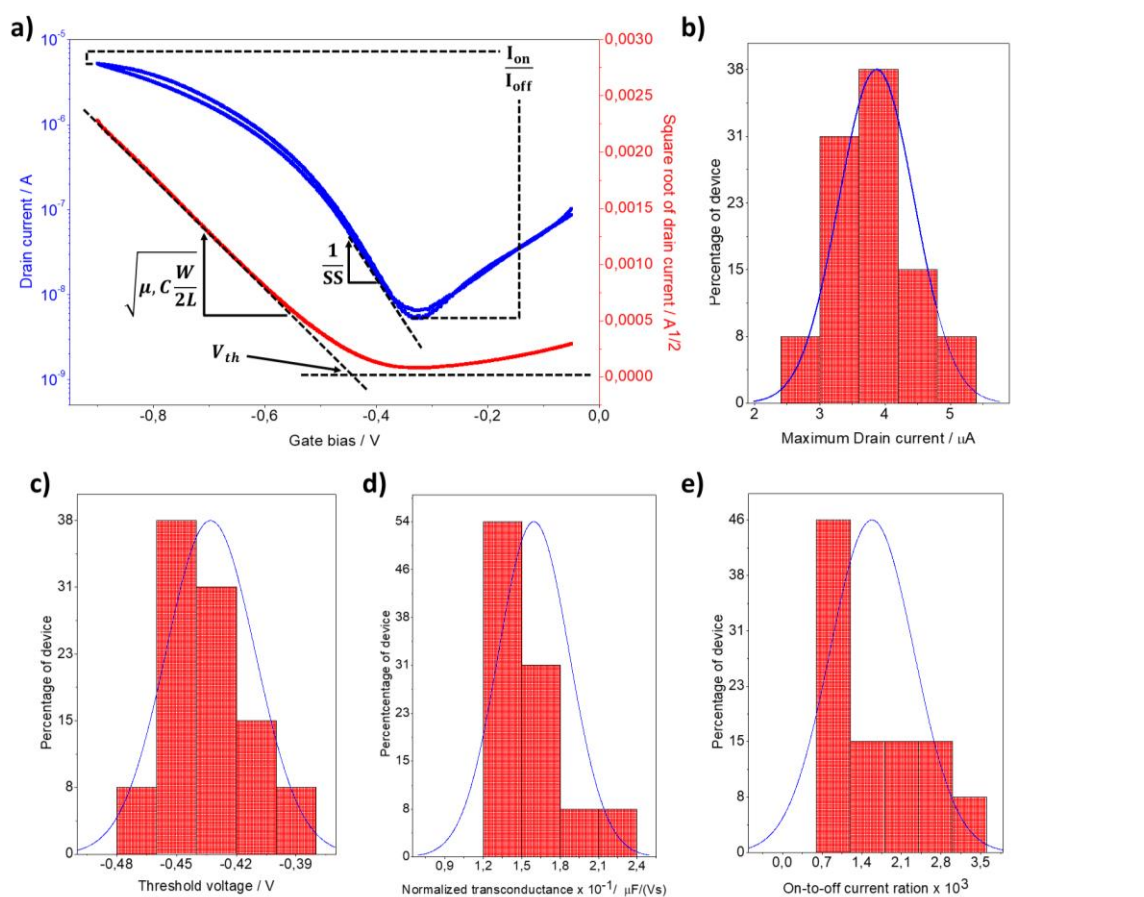 a)
10⁻⁵
10⁻⁶
10⁻⁷
10⁻⁸
10⁻⁹
Drain current / A
-0,8
-0,6
-0,4
-0,2
0,0
Gate bias / V
0,0030
0,0025
0,0020
0,0015
0,0010
0,0005
0,0000
Square root of drain current / A1/2
I_on
I_off
1
SS
√μ, C W
2L
V_th
b)
38
31
23
15
8
0
Percentage of device
2
3
4
5
Maximum Drain current / μA
c)
38
31
23
15
8
0
Percentage of device
-0,48
-0,45
-0,42
-0,39
Threshold voltage / V
d)
54
46
38
31
23
15
8
0
Percentcentage of device
0,9
1,2
1,5
1,8
2,1
2,4
Normalized transconductance x 10⁻¹/ μF/(Vs)
e)
46
38
31
23
15
8
0
Percentage of device
0,0
0,7
1,4
2,1
2,8
3,5
On-to-off current ration x 10³